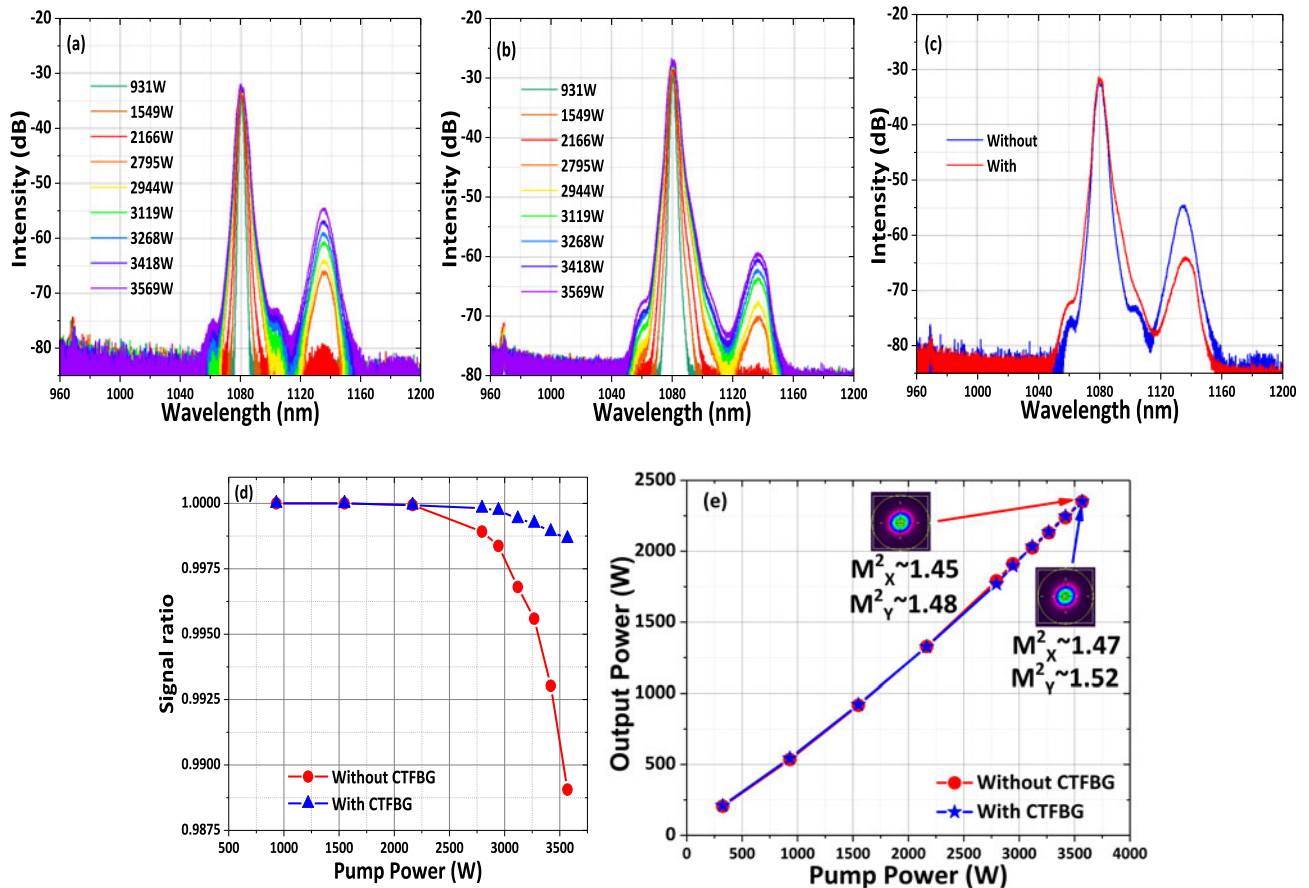 (a)
-20
-30
-40
-50
-60
-70
-80
Intensity (dB)
931W
1549W
2166W
2795W
2944W
3119W
3268W
3418W
3569W
960 1000 1040 1080 1120 1160 1200
Wavelength (nm)
(b)
-20
-30
-40
-50
-60
-70
-80
Intensity (dB)
931W
1549W
2166W
2795W
2944W
3119W
3268W
3418W
3569W
960 1000 1040 1080 1120 1160 1200
Wavelength (nm)
(c)
-20
-30
-40
-50
-60
-70
-80
Intensity (dB)
Without
With
960 1000 1040 1080 1120 1160 1200
Wavelength (nm)
(d)
1.0000
0.9975
0.9950
0.9925
0.9900
0.9875
Signal ratio
Without CTFBG
With CTFBG
500 1000 1500 2000 2500 3000 3500
Pump Power (W)
(e)
2500
2000
1500
1000
500
0
Output Power (W)
M²X~1.45
M²Y~1.48
M²X~1.47
M²Y~1.52
Without CTFBG
With CTFBG
0 500 1000 1500 2000 2500 3000 3500 4000
Pump Power (W)